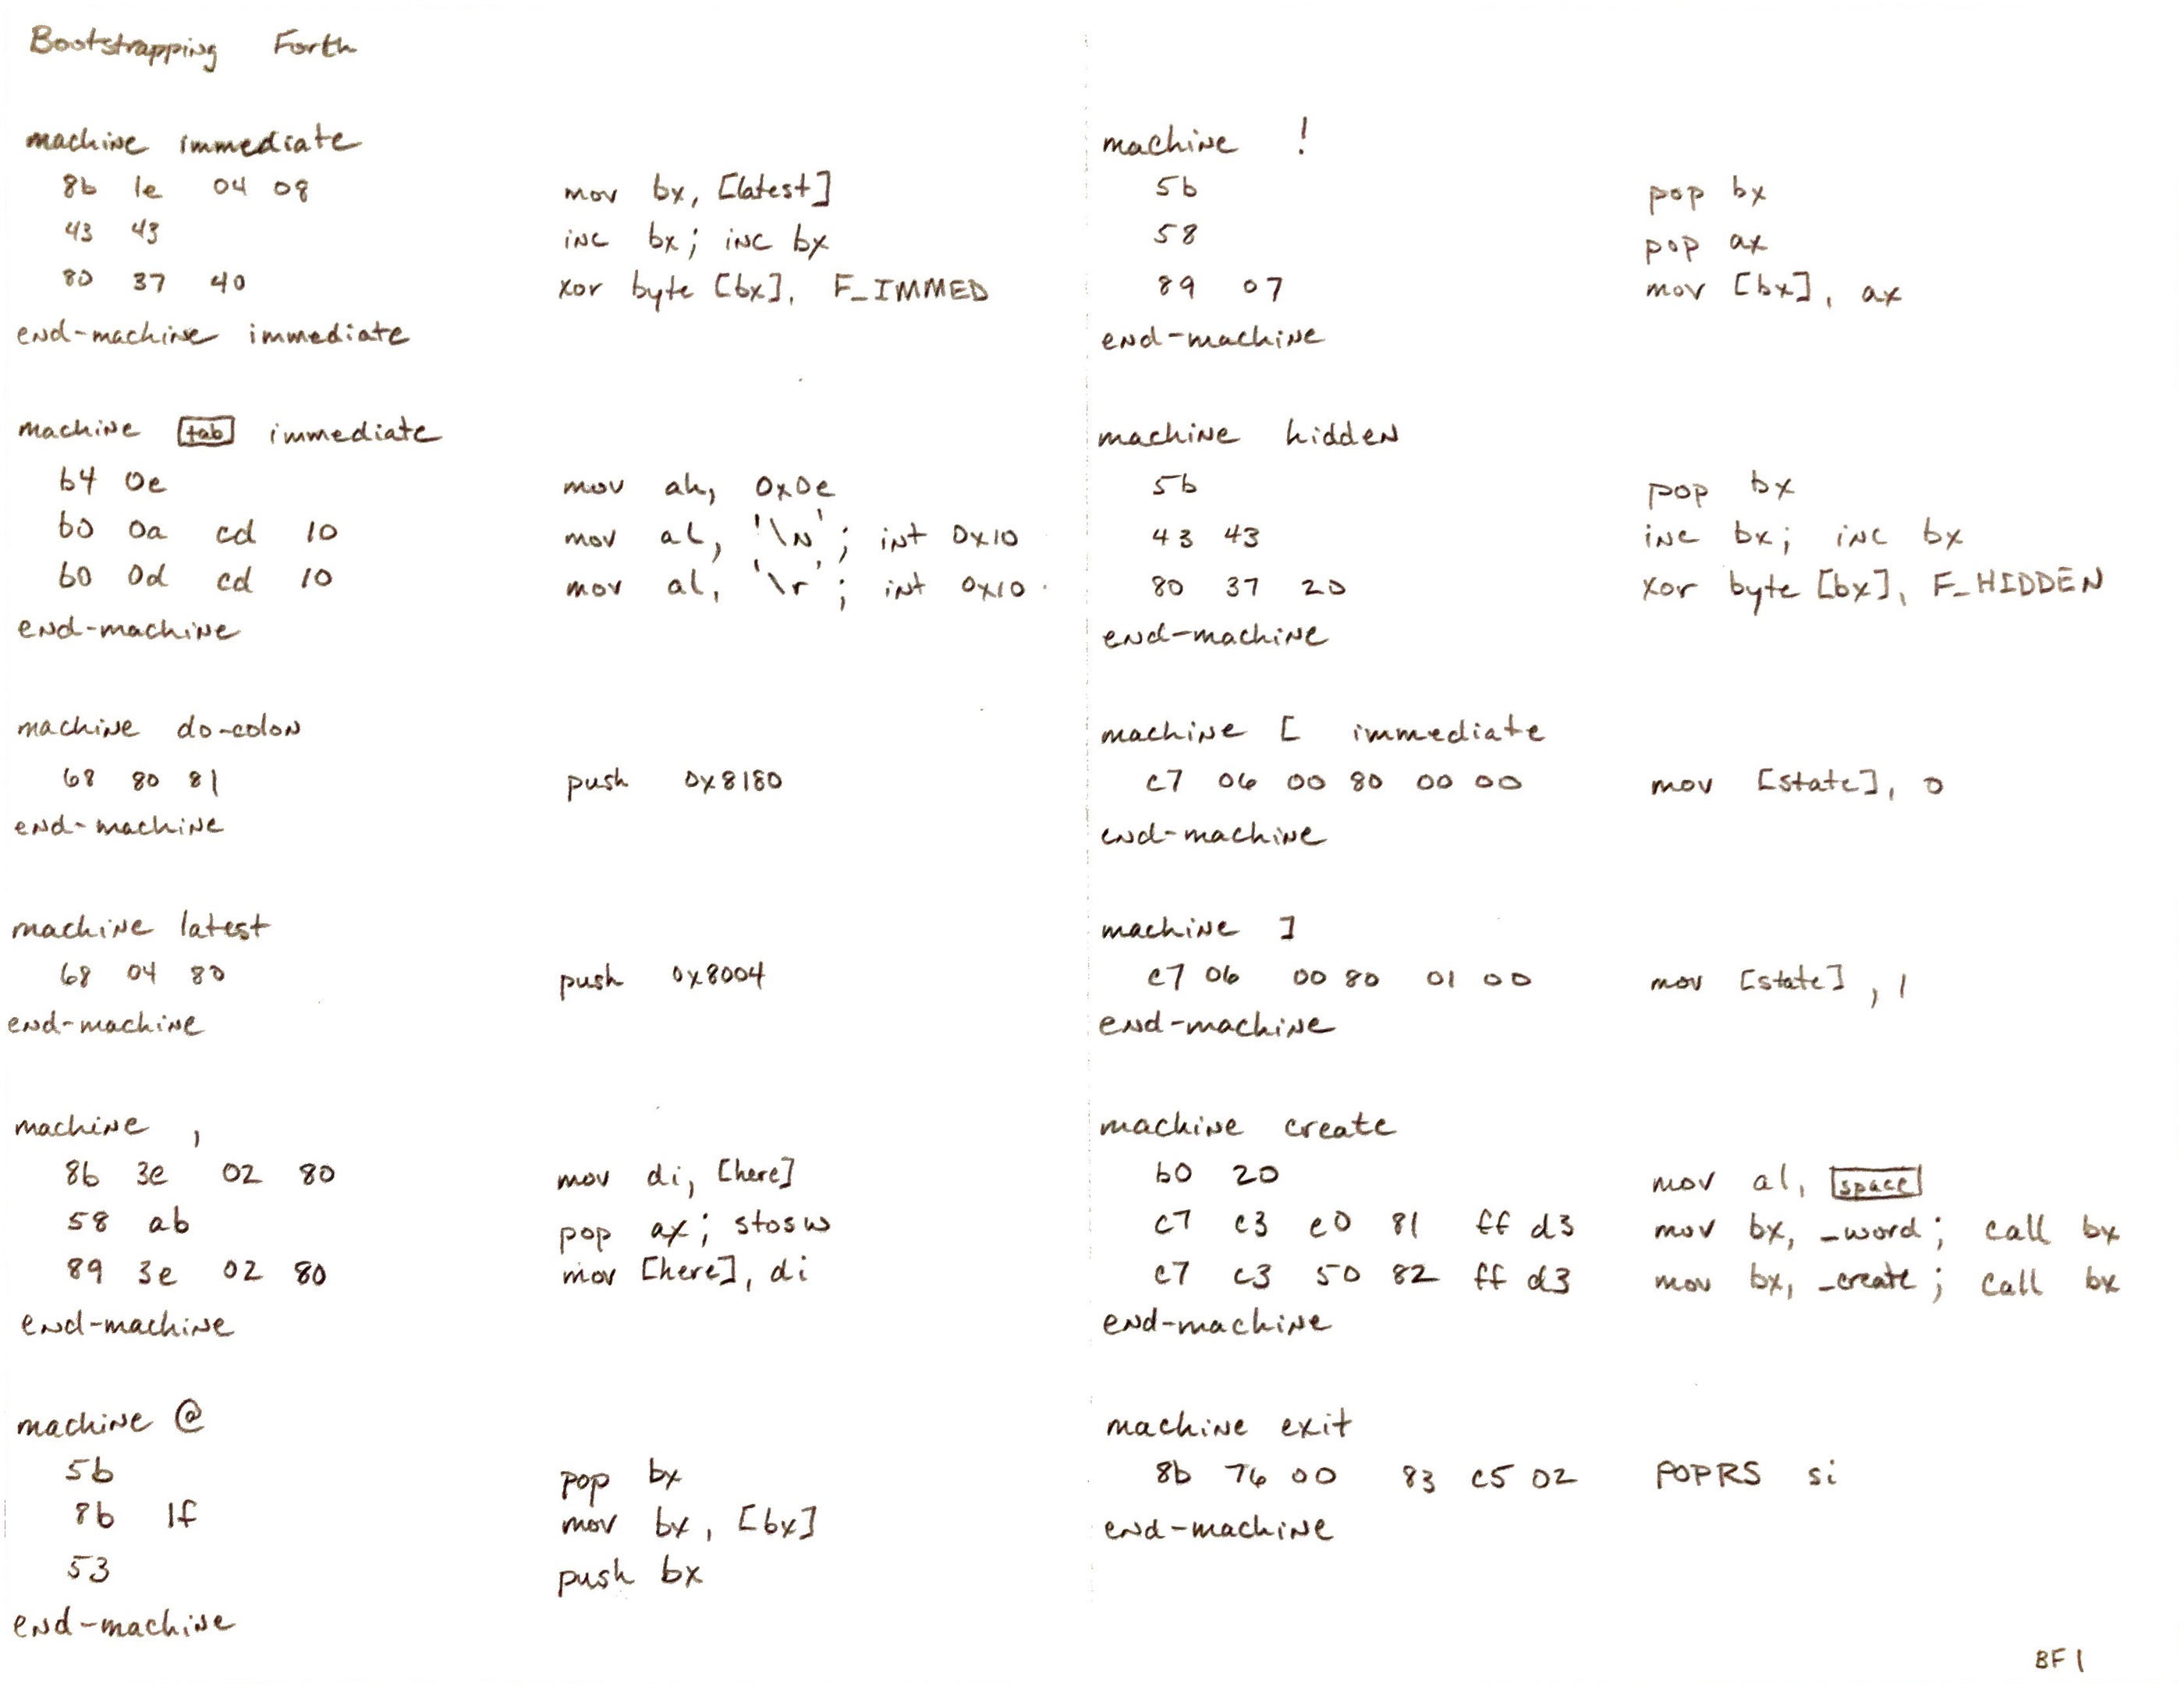 Bootstrapping Forth
machine immediate
8b 1e 04 08 mov bx, [latest]
43 43 inc bx; inc bx
80 37 40 xor byte [bx], F_IMMED
end-machine immediate
machine tab immediate
b4 0e mov ah, 0x0e
b0 0a cd 10 mov al, '\n'; int 0x10
b0 0d cd 10 mov al, '\r'; int 0x10
end-machine
machine do-colon
68 80 81 push 0x8180
end-machine
machine latest
68 04 80 push 0x8004
end-machine
machine ,
8b 3e 02 80 mov di, [here]
58 ab pop ax; stosw
89 3e 02 80 mov [here], di
end-machine
machine @
5b pop bx
8b 1f mov bx, [bx]
53 push bx
end-machine
machine !
5b pop bx
58 pop ax
89 07 mov [bx], ax
end-machine
machine hidden
5b pop bx
43 43 inc bx; inc bx
80 37 20 xor byte [bx], F_HIDDEN
end-machine
machine [ immediate
c7 06 00 80 00 00 mov [state], 0
end-machine
machine ]
c7 06 00 80 01 00 mov [state], 1
end-machine
machine create
b0 20 mov al, space
c7 c3 e0 81 ff d3 mov bx, _word; call bx
c7 c3 50 82 ff d3 mov bx, _create; call bx
end-machine
machine exit
8b 76 00 83 c5 02 POPRS si
end-machine
BF 1